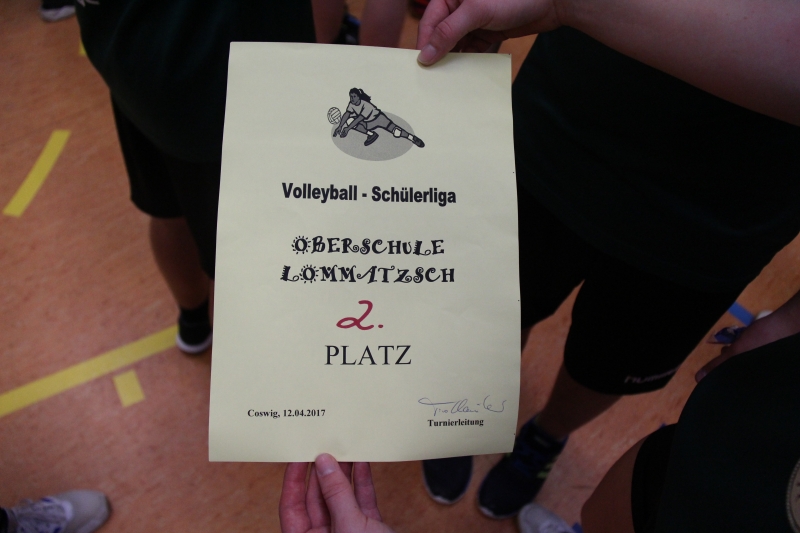 Volleyball - Schülerliga
OBERSCHULE
LOMMATZSCH
2.
PLATZ
Coswig, 12.04.2017
Turnierleitung